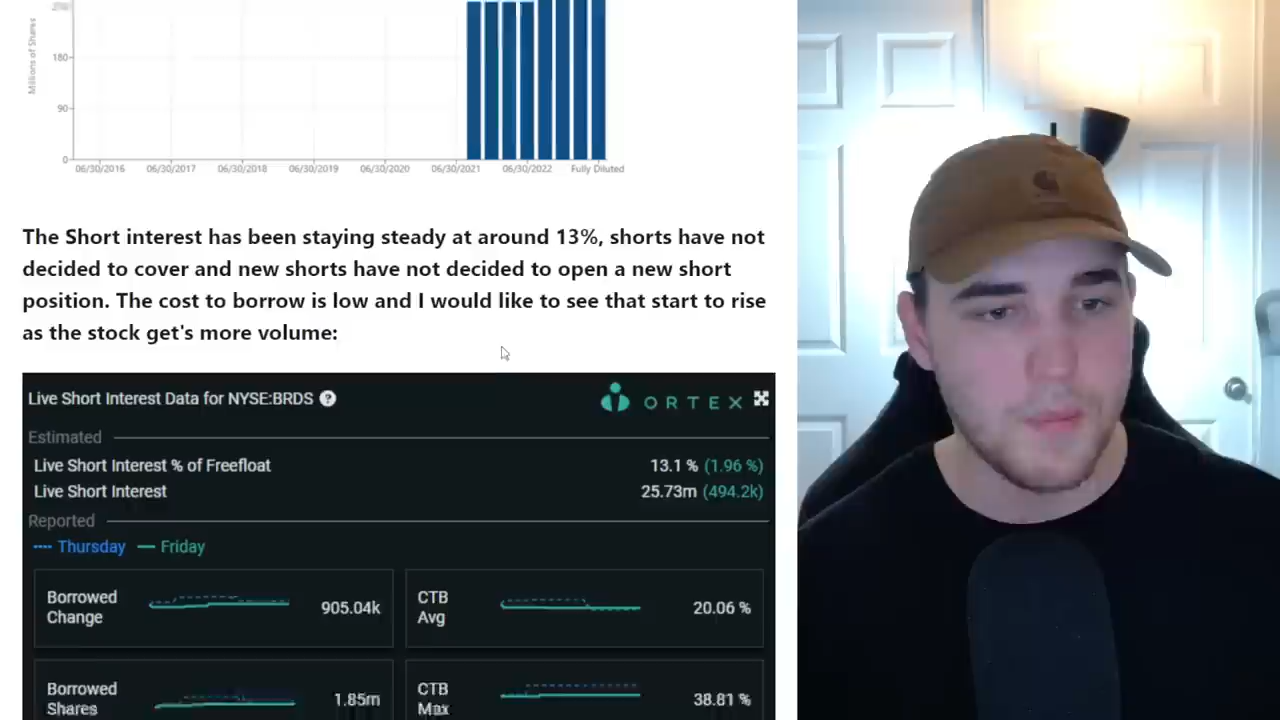 Millions of Shares
180
90
0
06/30/2016 06/30/2017 06/30/2018 06/30/2019 06/30/2020 06/30/2021 06/30/2022 Fully Diluted
The Short interest has been staying steady at around 13%, shorts have not
decided to cover and new shorts have not decided to open a new short
position. The cost to borrow is low and I would like to see that start to rise
as the stock get's more volume:
Live Short Interest Data for NYSE:BRDS ?
ORTEX
Estimated
Live Short Interest % of Freefloat 13.1 % (1.96 %)
Live Short Interest 25.73m (494.2k)
Reported
Thursday Friday
Borrowed
Change
905.04k
CTB
Avg
20.06 %
Borrowed
Shares
1.85m
CTB
Max
38.81 %